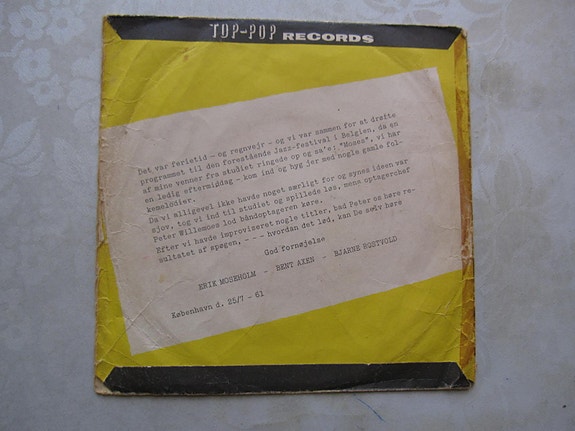 TOP-POP RECORDS
Det var ferietid - og regnvejr - og vi var sammen for at drøfte
programmet til den forestående Jazz-festival i Belgien, da en
af mine venner fra studiet ringede op og sa'e: "Moses", vi har
en ledig eftermiddag - kom ind og hyg jer med nogle gamle fol-
kemelodier.
Da vi alligevel ikke havde noget særligt for og synes ideen var
sjov, tog vi ind til studiet og spillede løs, mens optagerchef
Peter Willemoes lod båndoptageren køre.
Efter vi havde improviseret nogle titler, bad Peter os høre re-
sultatet af spøgen, - - - hvordan det lød, kan De selv høre
God fornøjelse
ERIK MOSEHOLM - BENT AXEN - BJARNE ROSTVOLD
København d. 25/7 - 61